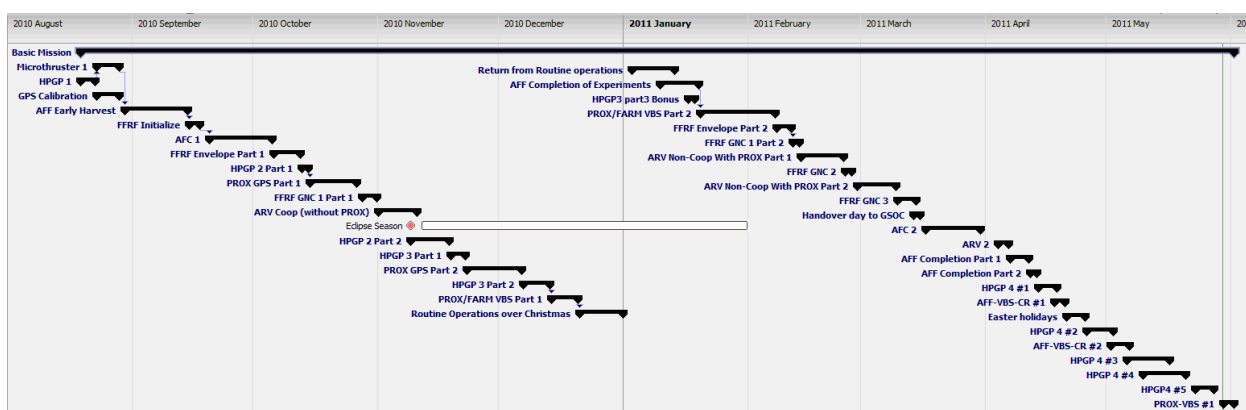 2010 August 2010 September 2010 October 2010 November 2010 December 2011 January 2011 February 2011 March 2011 April 2011 May 20
Basic Mission
Microthruster 1
HPGP 1
GPS Calibration
AFF Early Harvest
FFRF Initialize
AFC 1
FFRF Envelope Part 1
HPGP 2 Part 1
PROX GPS Part 1
FFRF GNC 1 Part 1
ARV Coop (without PROX)
Eclipse Season
HPGP 2 Part 2
HPGP 3 Part 1
PROX GPS Part 2
HPGP 3 Part 2
PROX/FARM VBS Part 1
Routine Operations over Christmas
Return from Routine operations
AFF Completion of Experiments
HPGP3 part3 Bonus
PROX/FARM VBS Part 2
FFRF Envelope Part 2
FFRF GNC 1 Part 2
ARV Non-Coop With PROX Part 1
FFRF GNC 2
ARV Non-Coop With PROX Part 2
FFRF GNC 3
Handover day to GSOC
AFC 2
ARV 2
AFF Completion Part 1
AFF Completion Part 2
HPGP 4 #1
AFF-VBS-CR #1
Easter holidays
HPGP 4 #2
AFF-VBS-CR #2
HPGP 4 #3
HPGP 4 #4
HPGP4 #5
PROX-VBS #1